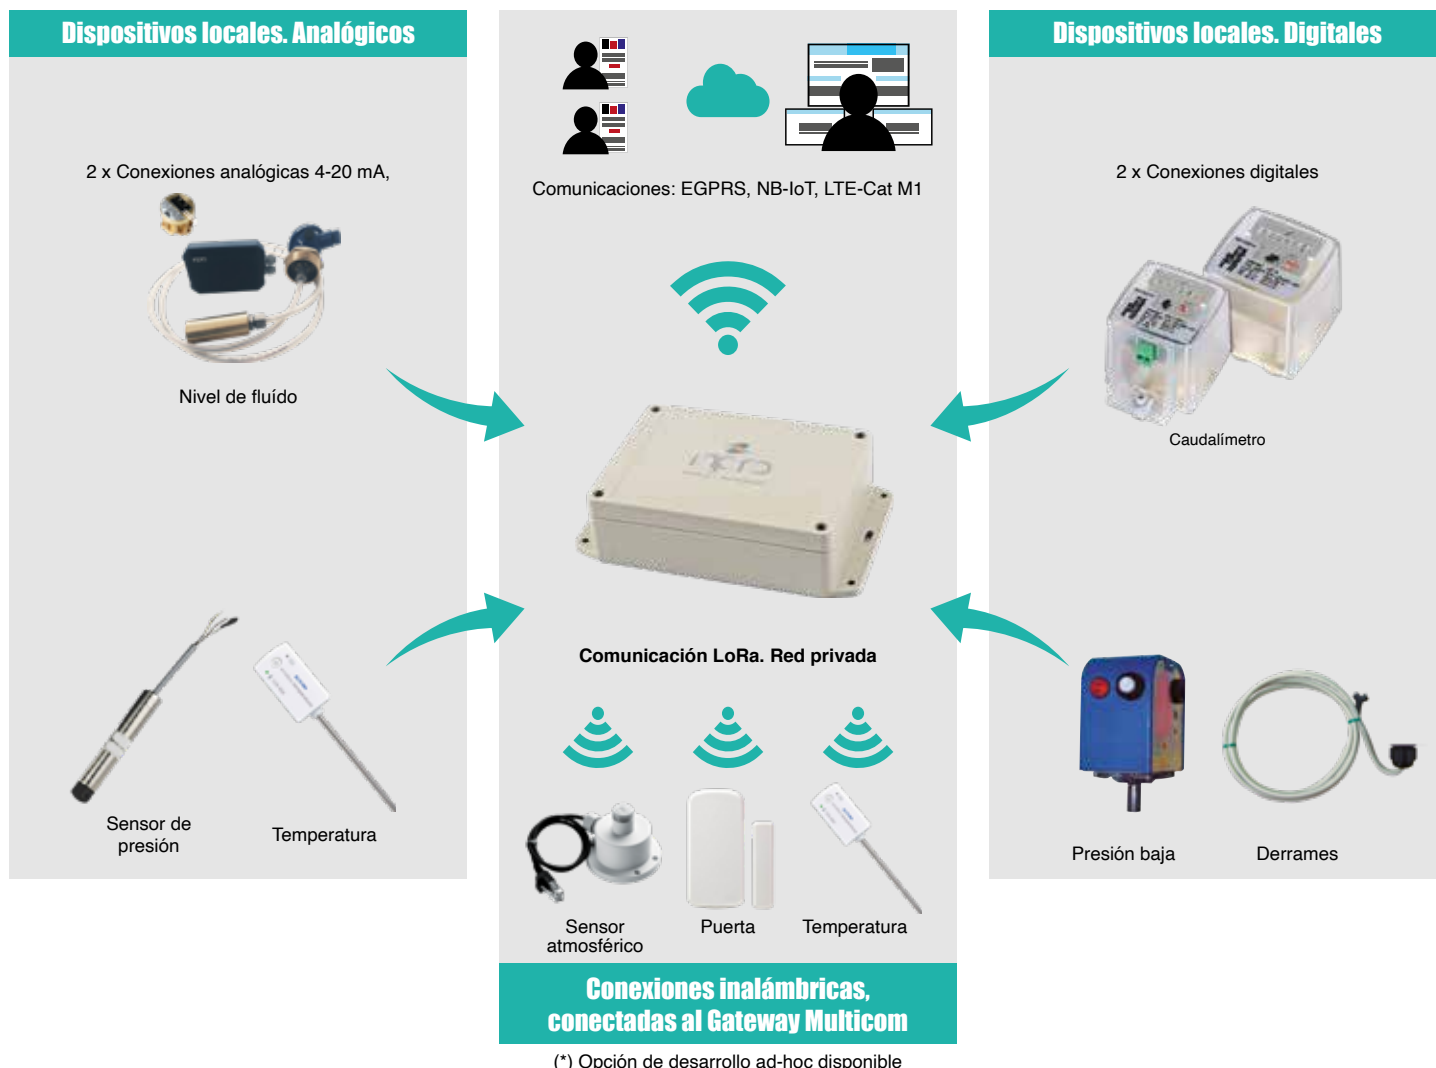 Dispositivos locales. Analógicos
2 x Conexiones analógicas 4-20 mA,
Nivel de fluído
Sensor de
presión
Temperatura
Comunicaciones: EGPRS, NB-IoT, LTE-Cat M1
Comunicación LoRa. Red privada
Sensor
atmosférico
Puerta
Temperatura
Conexiones inalámbricas,
conectadas al Gateway Multicom
(*) Opción de desarrollo ad-hoc disponible
Dispositivos locales. Digitales
2 x Conexiones digitales
Caudalímetro
Presión baja
Derrames